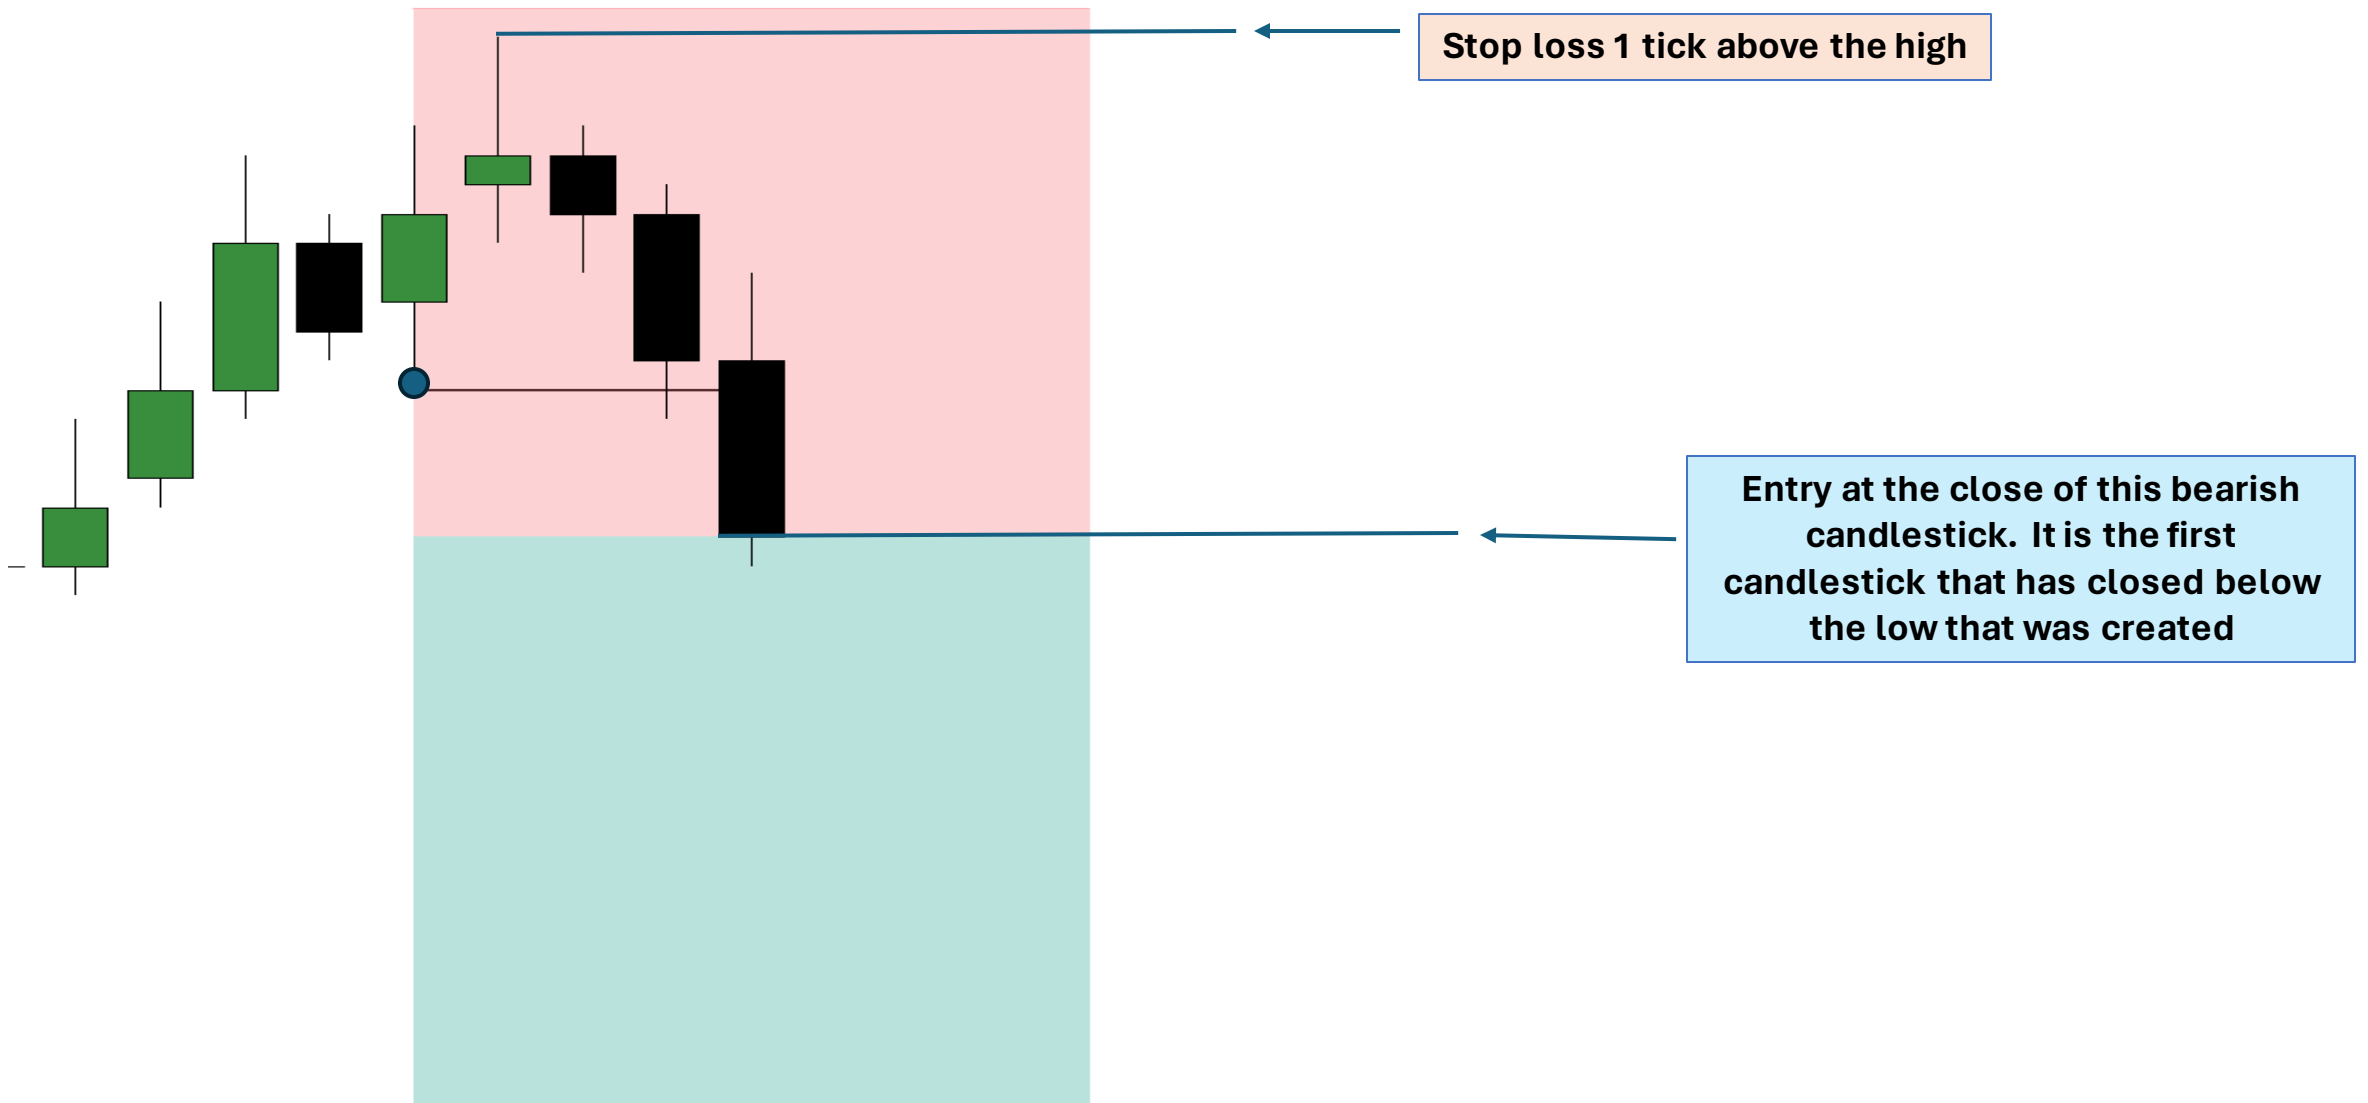 Stop loss 1 tick above the high
Entry at the close of this bearish
candlestick. It is the first
candlestick that has closed below
the low that was created